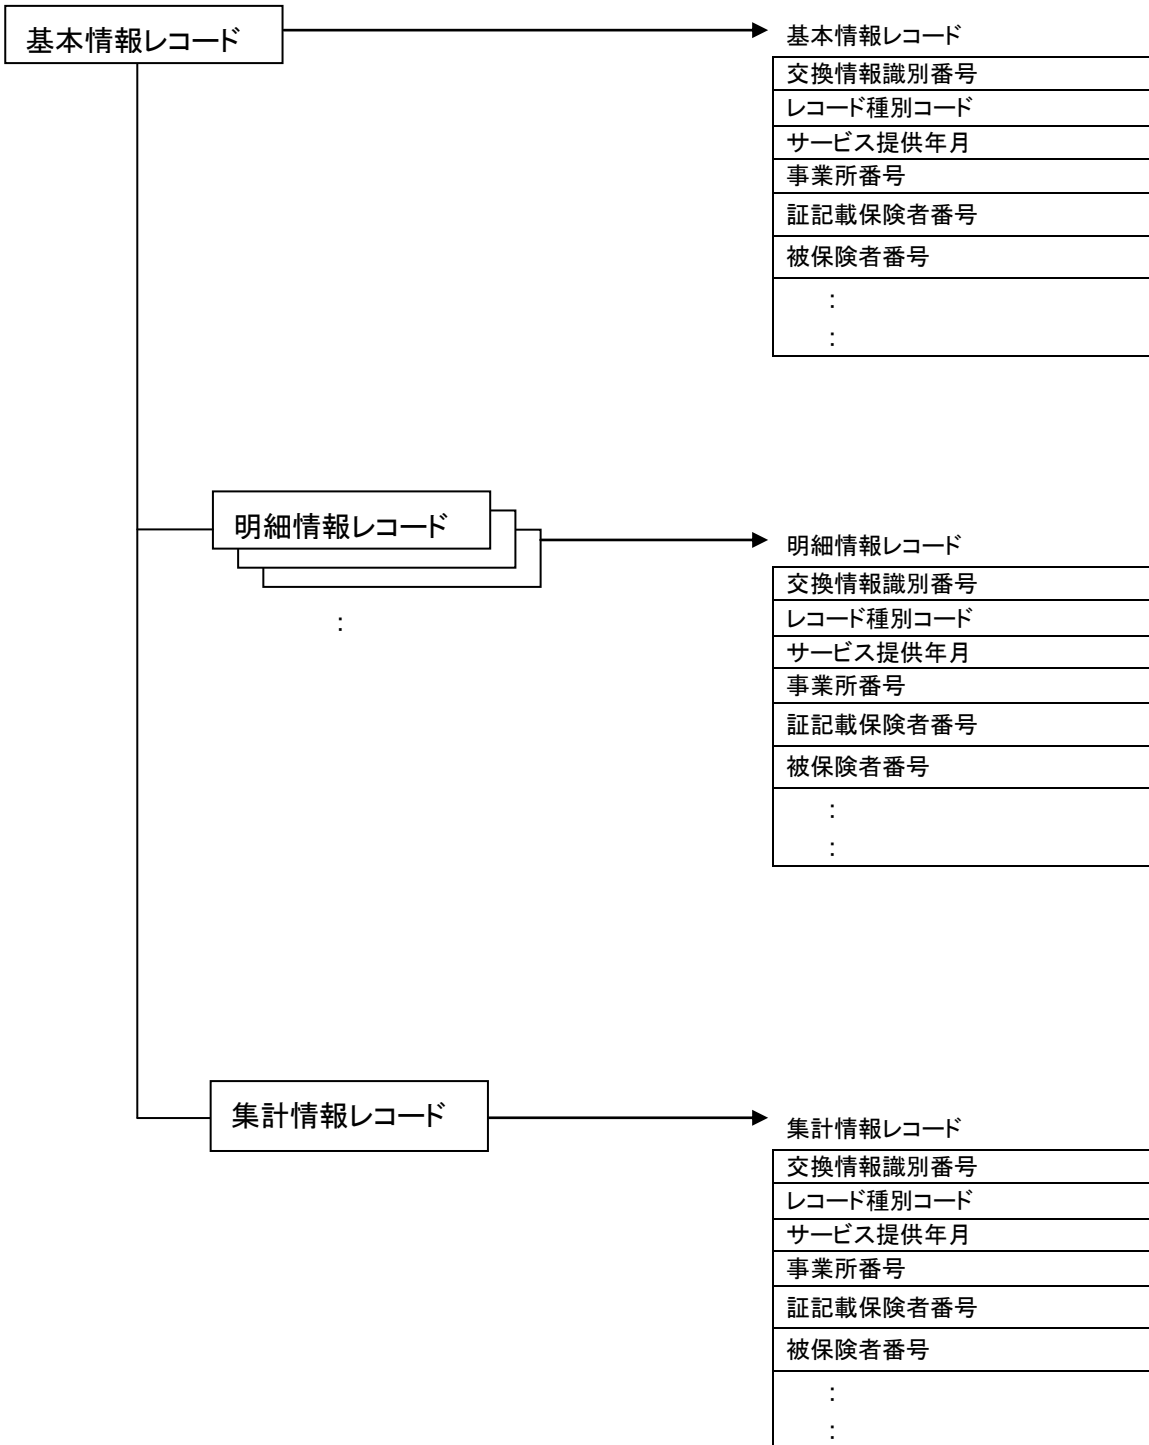 基本情報レコード
基本情報レコード
交換情報識別番号
レコード種別コード
サービス提供年月
事業所番号
証記載保険者番号
被保険者番号
:
:
明細情報レコード
:
明細情報レコード
交換情報識別番号
レコード種別コード
サービス提供年月
事業所番号
証記載保険者番号
被保険者番号
:
:
集計情報レコード
集計情報レコード
交換情報識別番号
レコード種別コード
サービス提供年月
事業所番号
証記載保険者番号
被保険者番号
:
: